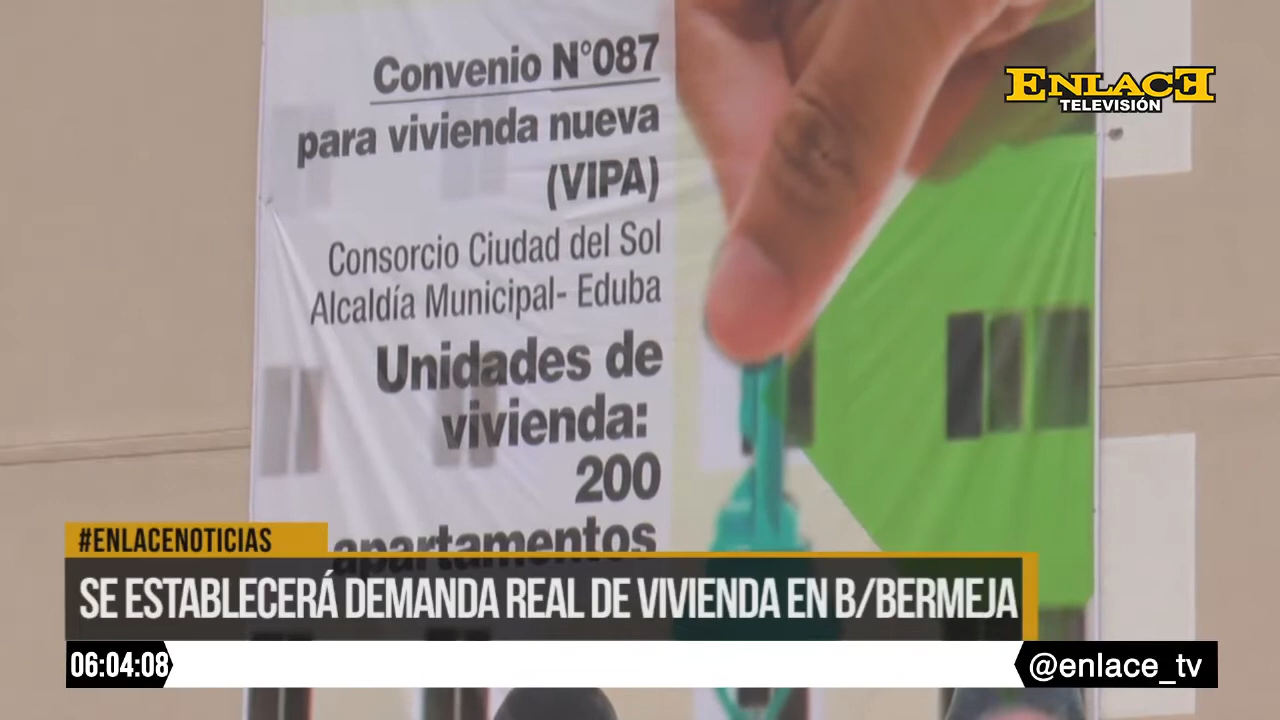 Convenio N°087
para vivienda nueva
(VIPA)
Consorcio Ciudad del Sol
Alcaldía Municipal- Eduba
Unidades de
vivienda:
200
apartamentos
ENLACE
TELEVISIÓN
#ENLACENOTICIAS
SE ESTABLECERÁ DEMANDA REAL DE VIVIENDA EN B/BERMEJA
06:04:08
@enlace_tv